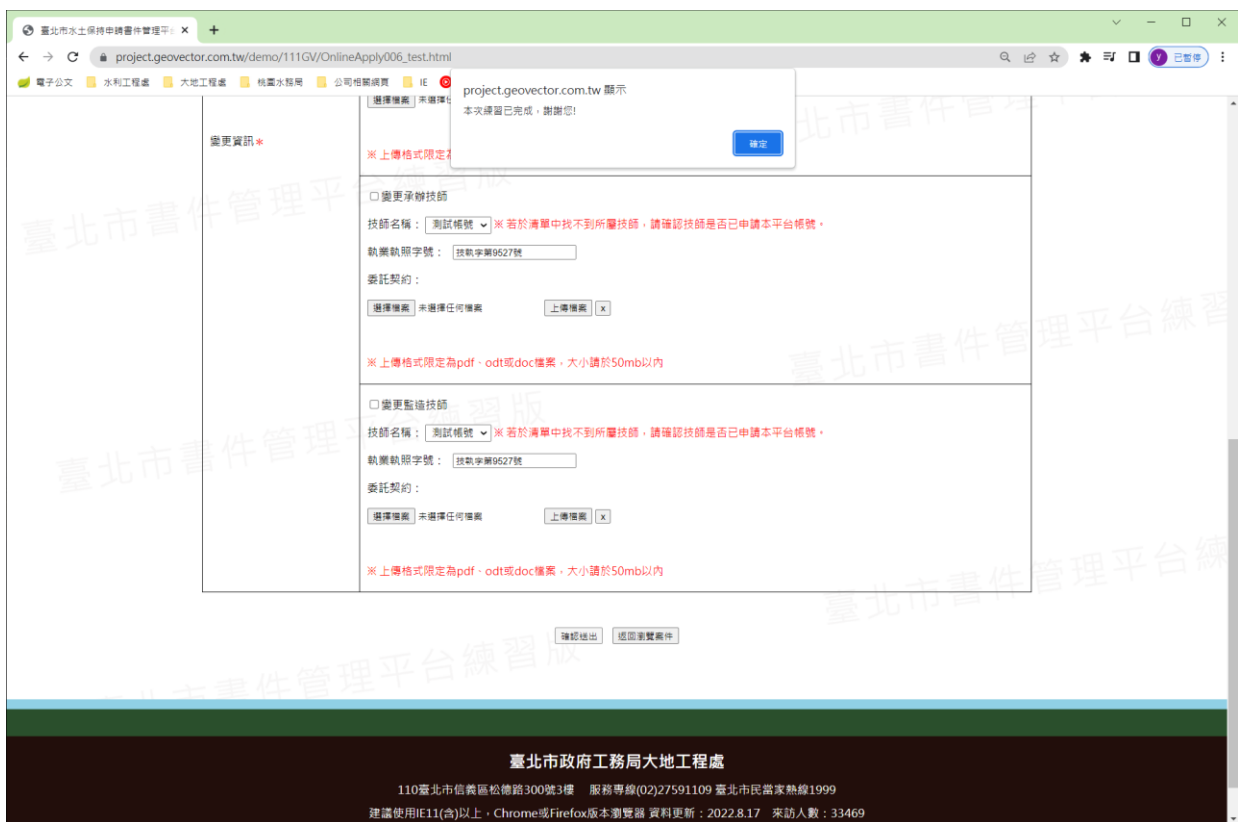 臺北市水土保持申請書件管理平
project.geovector.com.tw/demo/111GV/OnlineApply006_test.html
y 已暫停
電子公文 水利工程處 大地工程處 桃園水務局 公司相關網頁 IE
project.geovector.com.tw 顯示
本次練習已完成，謝謝您!
確定
選擇檔案 未選擇
變更資訊*
※ 上傳格式限定
□變更承辦技師
技師名稱： 測試帳號 ※ 若於清單中找不到所屬技師，請確認技師是否已申請本平台帳號。
執業執照字號： 技執字第9527號
委託契約：
選擇檔案 未選擇任何檔案 上傳檔案 x
※ 上傳格式限定為pdf、odt或doc檔案，大小請於50mb以內
□變更監造技師
技師名稱： 測試帳號 ※ 若於清單中找不到所屬技師，請確認技師是否已申請本平台帳號。
執業執照字號： 技執字第9527號
委託契約：
選擇檔案 未選擇任何檔案 上傳檔案 x
※ 上傳格式限定為pdf、odt或doc檔案，大小請於50mb以內
確認送出 返回瀏覽案件
臺北市書件管理平台練習版
臺北市政府工務局大地工程處
110臺北市信義區松德路300號3樓 服務專線(02)27591109 臺北市民當家熱線1999
建議使用IE11(含)以上，Chrome或Firefox版本瀏覽器 資料更新：2022.8.17 來訪人數：33469